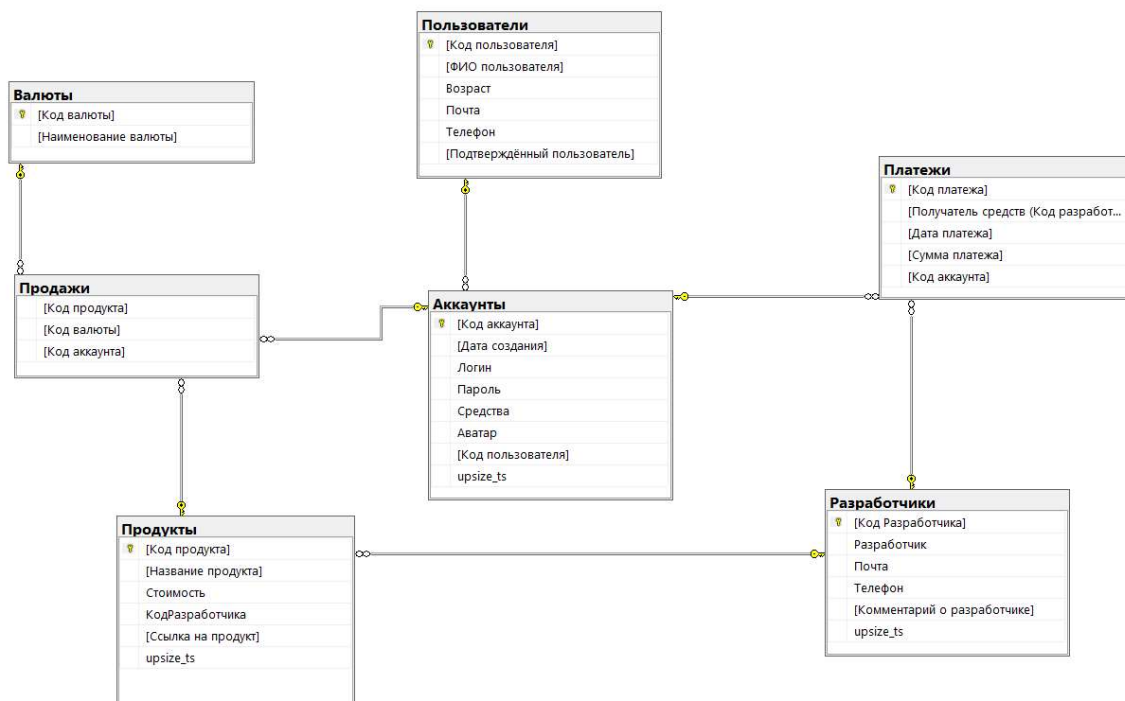 Пользователи
[Код пользователя]
[ФИО пользователя]
Возраст
Почта
Телефон
[Подтверждённый пользователь]
Валюты
[Код валюты]
[Наименование валюты]
Платежи
[Код платежа]
[Получатель средств (Код разработ...
[Дата платежа]
[Сумма платежа]
[Код аккаунта]
Продажи
[Код продукта]
[Код валюты]
[Код аккаунта]
Аккаунты
[Код аккаунта]
[Дата создания]
Логин
Пароль
Средства
Аватар
[Код пользователя]
upsize_ts
Продукты
[Код продукта]
[Название продукта]
Стоимость
КодРазработчика
[Ссылка на продукт]
upsize_ts
Разработчики
[Код Разработчика]
Разработчик
Почта
Телефон
[Комментарий о разработчике]
upsize_ts